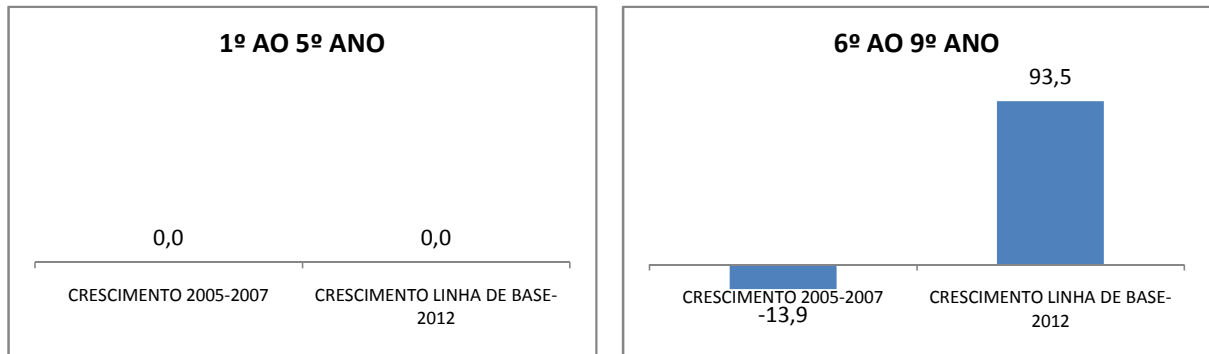 1º AO 5º ANO
0,0
0,0
CRESCIMENTO 2005-2007
CRESCIMENTO LINHA DE BASE-
2012
6º AO 9º ANO
93,5
CRESCIMENTO 2005-2007
-13,9
CRESCIMENTO LINHA DE BASE-
2012